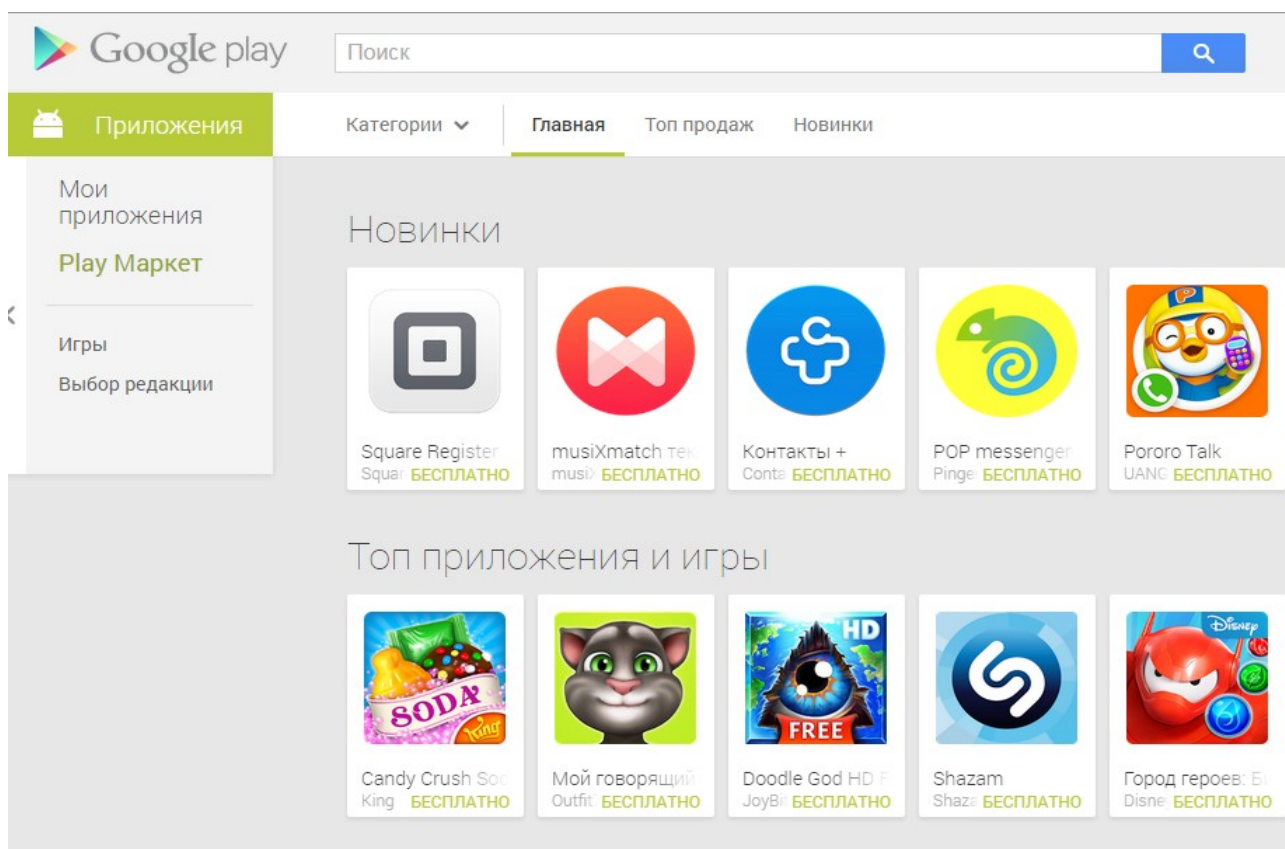 Google play
Поиск
Приложения
Категории
Главная
Топ продаж
Новинки
Мои
приложения
Play Маркет
Игры
Выбор редакции
Новинки
Square Register
Squar БЕСПЛАТНО
musiXmatch тек
musiX БЕСПЛАТНО
Контакты +
Conta БЕСПЛАТНО
POP messenger
Pinge БЕСПЛАТНО
P
Pororo Talk
UANG БЕСПЛАТНО
Топ приложения и игры
SODA
King
Candy Crush Soc
King БЕСПЛАТНО
Мой говорящий
Outfit БЕСПЛАТНО
HD
FREE
Doodle God HD F
JoyBi БЕСПЛАТНО
Shazam
Shaza БЕСПЛАТНО
Disney
Город героев: Б
Disne БЕСПЛАТНО